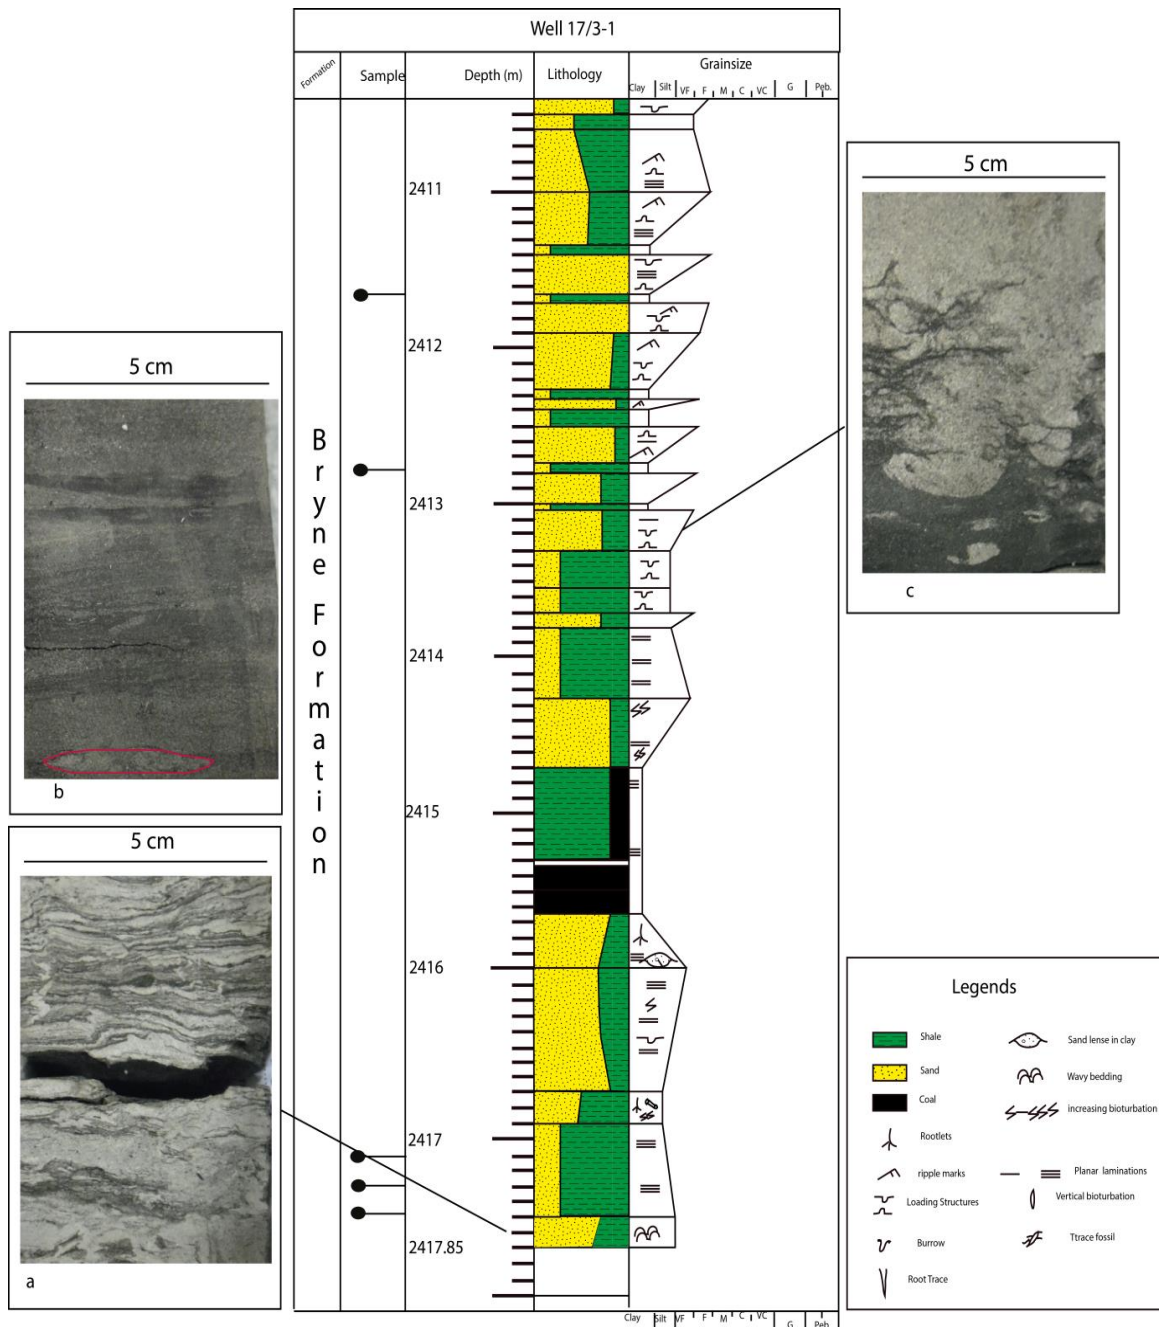 Well 17/3-1
Formation
Sample
Depth (m)
Lithology
Grainsize
Clay Silt VF F M C VC G Peb.
2411
2412
2413
2414
2415
2416
2417
2417.85
Bryne Formation
5 cm
b
5 cm
a
5 cm
c
Legends
Shale
Sand
Coal
Rootlets
ripple marks
Loading Structures
Burrow
Root Trace
Sand lense in clay
Wavy bedding
increasing bioturbation
Planar laminations
Vertical bioturbation
Ttrace fossil
Clay Silt VF F M C VC G Peb.